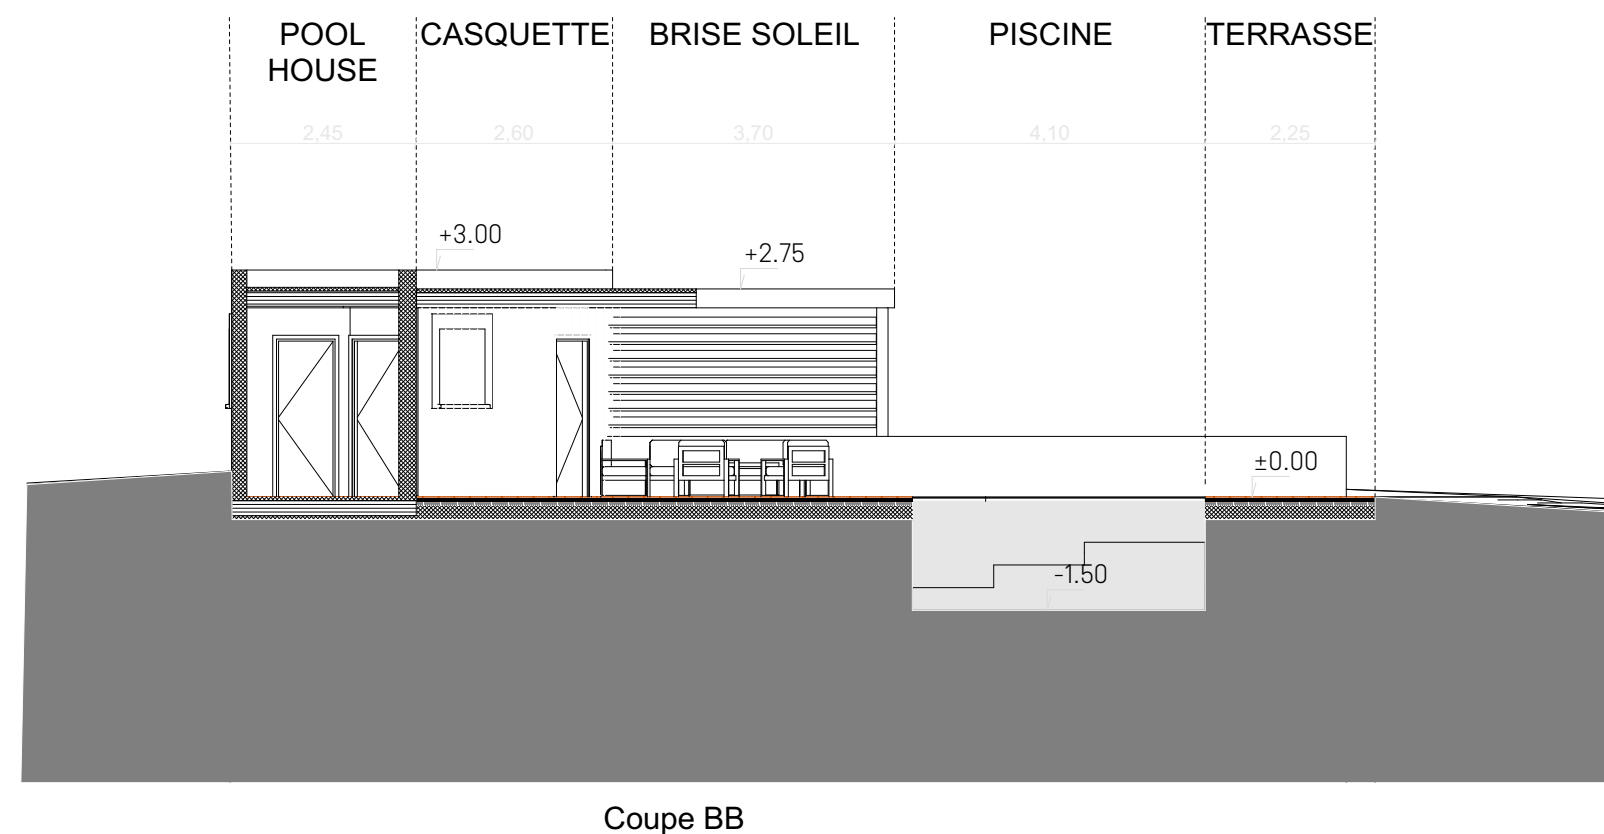 POOL
HOUSE
CASQUETTE
BRISE SOLEIL
PISCINE
TERRASSE
2,45
2,60
3,70
4,10
2,25
+3.00
+2.75
±0.00
-1.50
Coupe BB